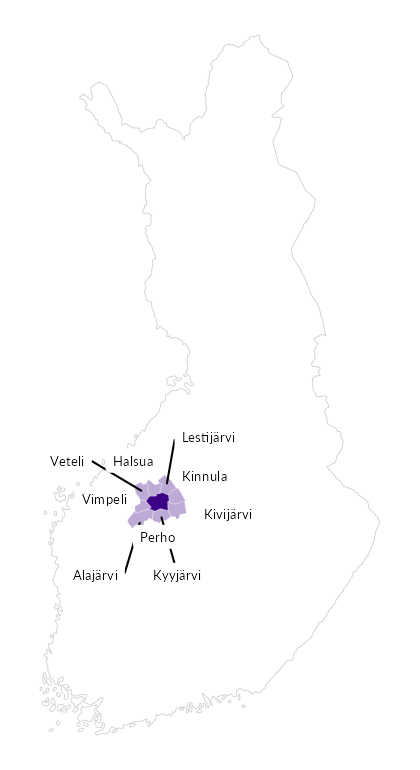 Lestijärvi
Veteli
Halsua
Kinnula
Vimpeli
Kivijärvi
Perho
Alajärvi
Kyyjärvi